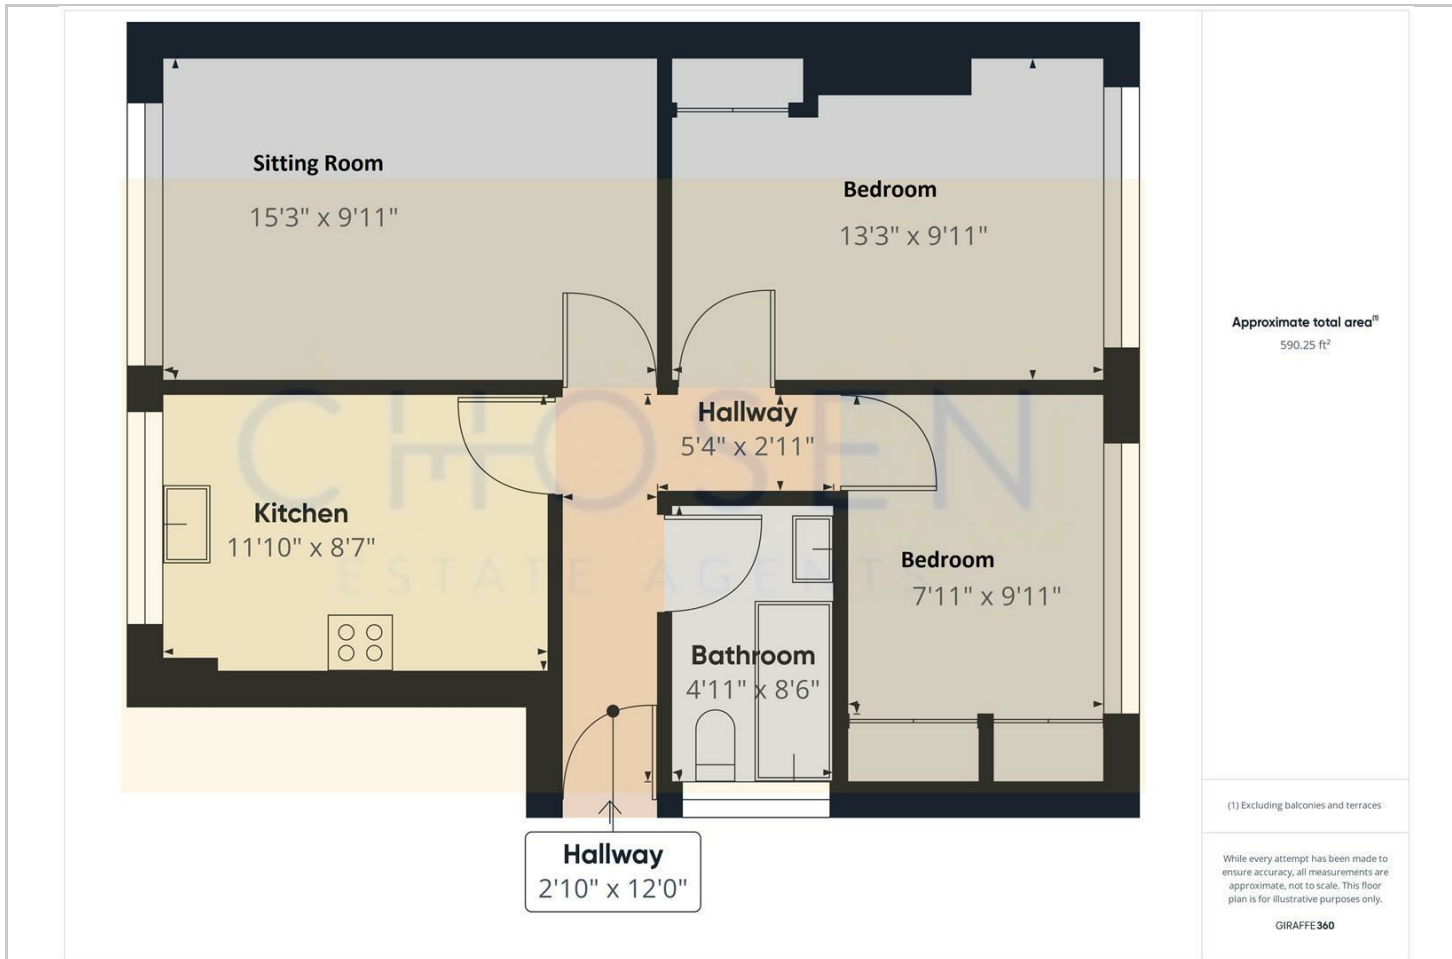 Sitting Room
15'3" x 9'11"
Bedroom
13'3" x 9'11"
Hallway
5'4" x 2'11"
Kitchen
11'10" x 8'7"
Bedroom
7'11" x 9'11"
Bathroom
4'11" x 8'6"
Hallway
2'10" x 12'0"
CHOSEN
ESTATE AGENTS
Approximate total area(1)
590.25 ft²
(1) Excluding balconies and terraces
While every attempt has been made to
ensure accuracy, all measurements are
approximate, not to scale. This floor
plan is for illustrative purposes only.
GIRAFFE360